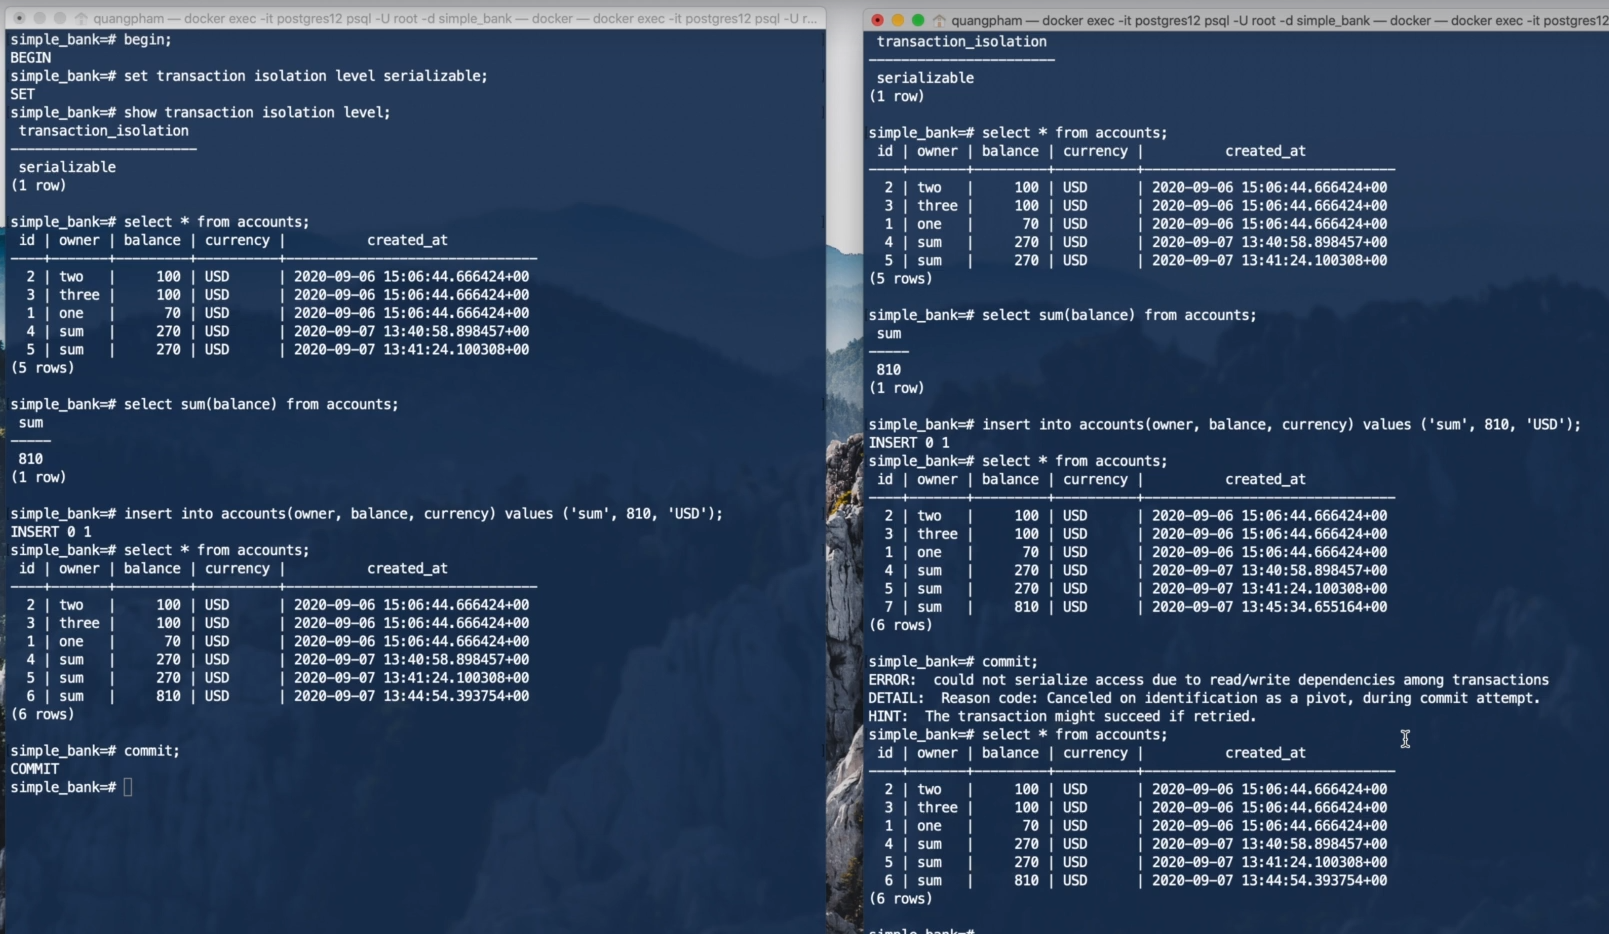 quangpham — docker exec -it postgres12 psql -U root -d simple_bank — docker — docker exec -it postgres12 psql -U r...
simple_bank=# begin;
BEGIN
simple_bank=# set transaction isolation level serializable;
SET
simple_bank=# show transaction isolation level;
transaction_isolation
-----------------------
serializable
(1 row)
simple_bank=# select * from accounts;
id | owner | balance | currency | created_at
----+-------+---------+----------+-------------------------------
2 | two | 100 | USD | 2020-09-06 15:06:44.666424+00
3 | three | 100 | USD | 2020-09-06 15:06:44.666424+00
1 | one | 70 | USD | 2020-09-06 15:06:44.666424+00
4 | sum | 270 | USD | 2020-09-07 13:40:58.898457+00
5 | sum | 270 | USD | 2020-09-07 13:41:24.100308+00
(5 rows)
simple_bank=# select sum(balance) from accounts;
sum
-----
810
(1 row)
simple_bank=# insert into accounts(owner, balance, currency) values ('sum', 810, 'USD');
INSERT 0 1
simple_bank=# select * from accounts;
id | owner | balance | currency | created_at
----+-------+---------+----------+-------------------------------
2 | two | 100 | USD | 2020-09-06 15:06:44.666424+00
3 | three | 100 | USD | 2020-09-06 15:06:44.666424+00
1 | one | 70 | USD | 2020-09-06 15:06:44.666424+00
4 | sum | 270 | USD | 2020-09-07 13:40:58.898457+00
5 | sum | 270 | USD | 2020-09-07 13:41:24.100308+00
6 | sum | 810 | USD | 2020-09-07 13:44:54.393754+00
(6 rows)
simple_bank=# commit;
COMMIT
simple_bank=#
quangpham — docker exec -it postgres12 psql -U root -d simple_bank — docker — docker exec -it postgres12
transaction_isolation
-----------------------
serializable
(1 row)
simple_bank=# select * from accounts;
id | owner | balance | currency | created_at
----+-------+---------+----------+-------------------------------
2 | two | 100 | USD | 2020-09-06 15:06:44.666424+00
3 | three | 100 | USD | 2020-09-06 15:06:44.666424+00
1 | one | 70 | USD | 2020-09-06 15:06:44.666424+00
4 | sum | 270 | USD | 2020-09-07 13:40:58.898457+00
5 | sum | 270 | USD | 2020-09-07 13:41:24.100308+00
(5 rows)
simple_bank=# select sum(balance) from accounts;
sum
-----
810
(1 row)
simple_bank=# insert into accounts(owner, balance, currency) values ('sum', 810, 'USD');
INSERT 0 1
simple_bank=# select * from accounts;
id | owner | balance | currency | created_at
----+-------+---------+----------+-------------------------------
2 | two | 100 | USD | 2020-09-06 15:06:44.666424+00
3 | three | 100 | USD | 2020-09-06 15:06:44.666424+00
1 | one | 70 | USD | 2020-09-06 15:06:44.666424+00
4 | sum | 270 | USD | 2020-09-07 13:40:58.898457+00
5 | sum | 270 | USD | 2020-09-07 13:41:24.100308+00
7 | sum | 810 | USD | 2020-09-07 13:45:34.655164+00
(6 rows)
simple_bank=# commit;
ERROR: could not serialize access due to read/write dependencies among transactions
DETAIL: Reason code: Canceled on identification as a pivot, during commit attempt.
HINT: The transaction might succeed if retried.
simple_bank=# select * from accounts;
id | owner | balance | currency | created_at
----+-------+---------+----------+-------------------------------
2 | two | 100 | USD | 2020-09-06 15:06:44.666424+00
3 | three | 100 | USD | 2020-09-06 15:06:44.666424+00
1 | one | 70 | USD | 2020-09-06 15:06:44.666424+00
4 | sum | 270 | USD | 2020-09-07 13:40:58.898457+00
5 | sum | 270 | USD | 2020-09-07 13:41:24.100308+00
6 | sum | 810 | USD | 2020-09-07 13:44:54.393754+00
(6 rows)
simple_bank=#